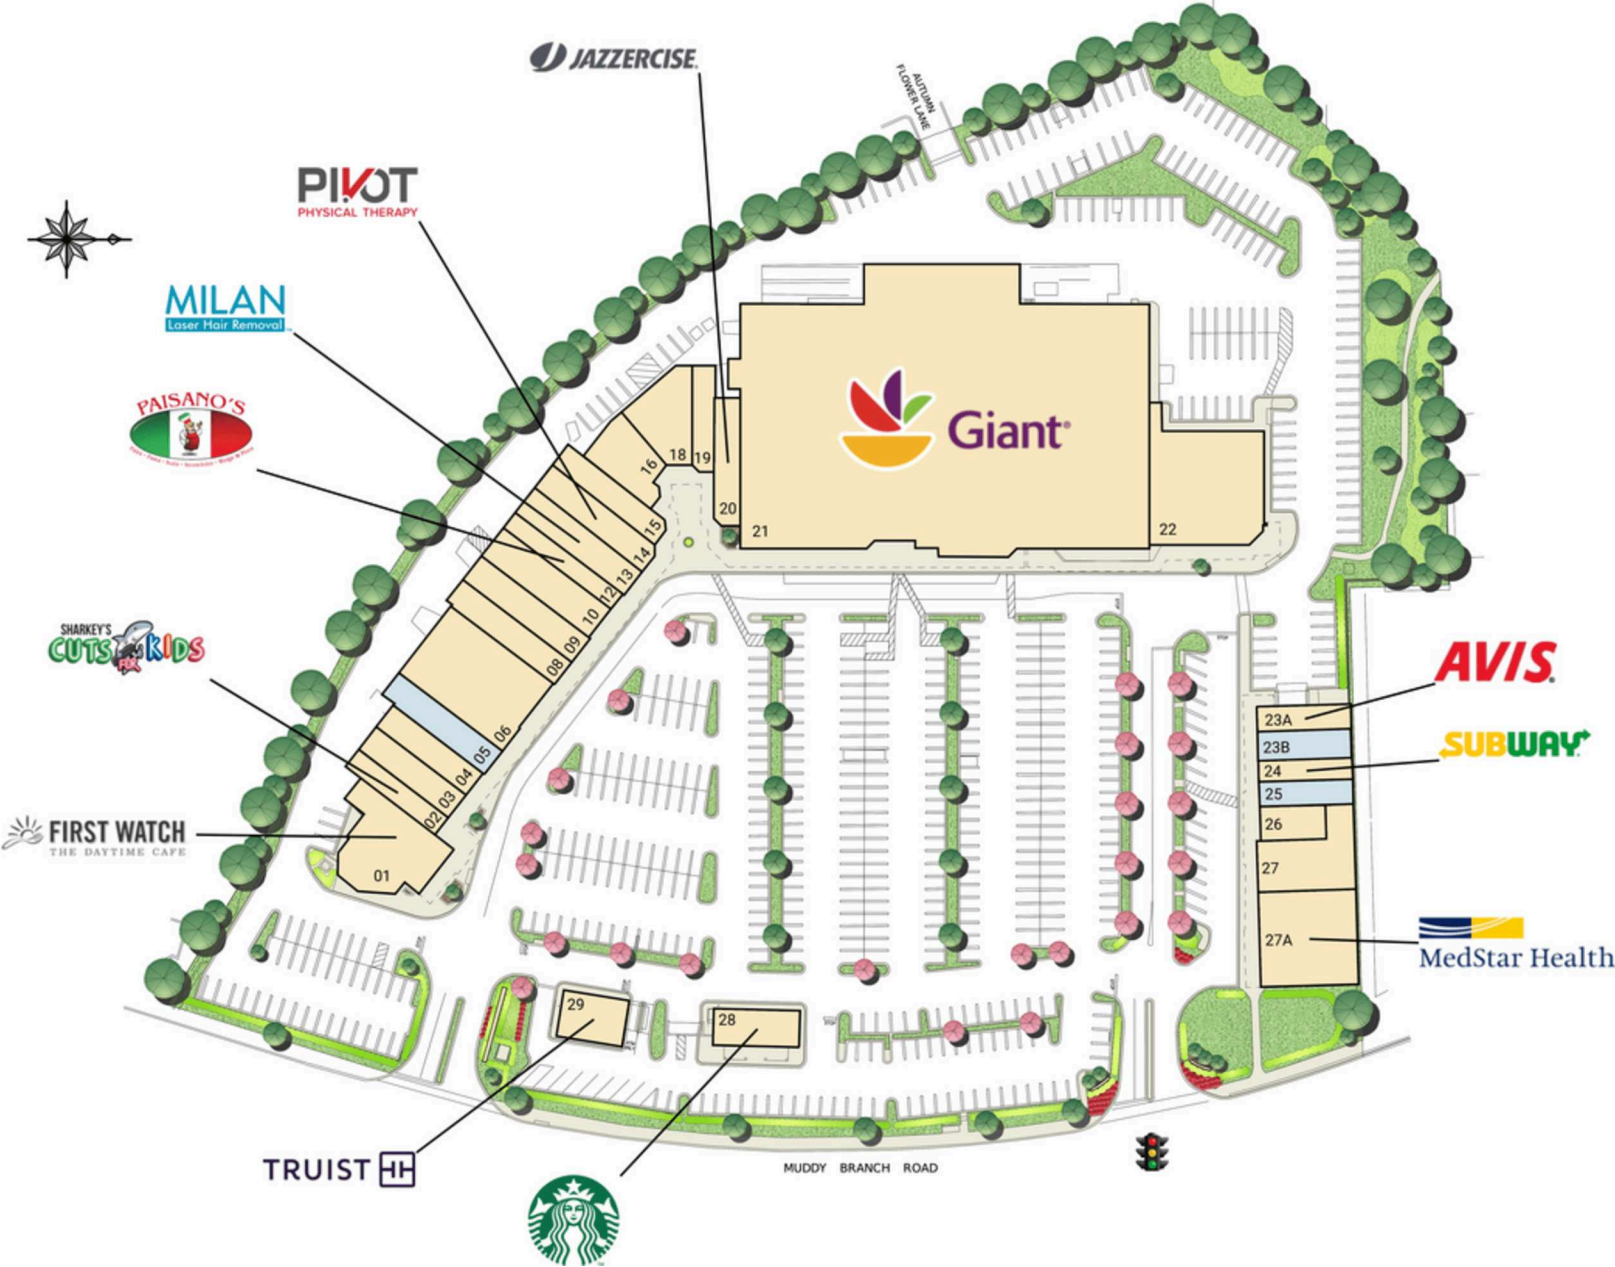 JAZZERCISE.
AUTUMN
FLOWER LANE
PIVOT
PHYSICAL THERAPY
MILAN
Laser Hair Removal
PAISANO'S
Giant
18
19
16
20
21
22
15
14
13
12
10
09
08
06
05
04
03
02
01
SHARKEY'S
CUTS FOR KIDS
FIRST WATCH
THE DAYTIME CAFE
AVIS
23A
23B
SUBWAY
24
25
26
27
27A
MedStar Health
29
28
TRUIST
MUDDY BRANCH ROAD